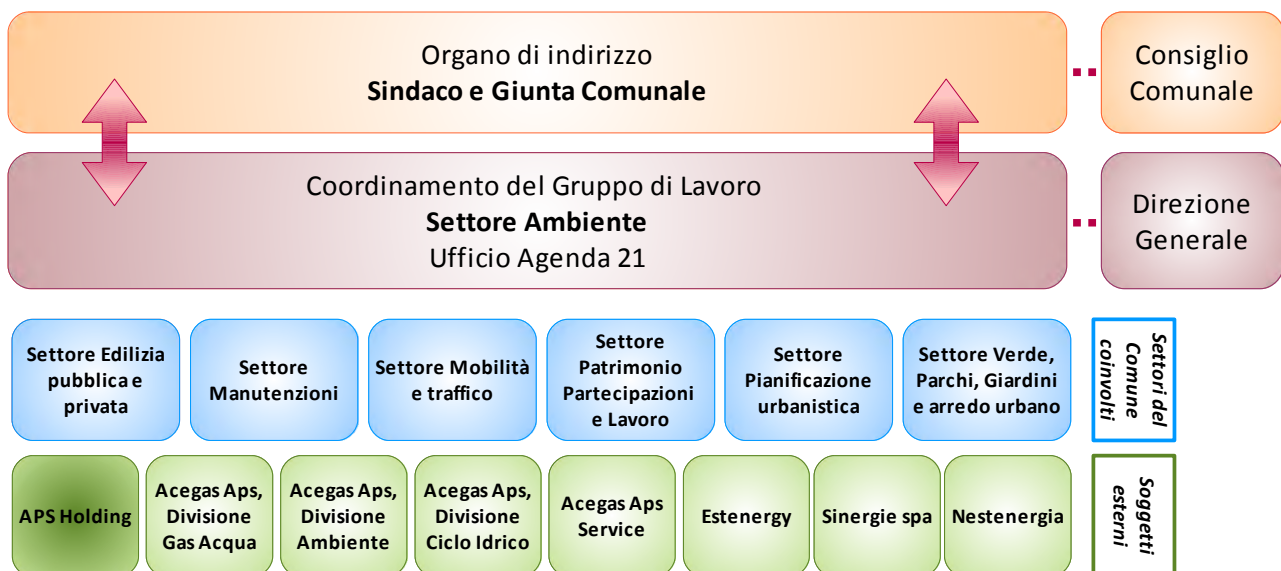 Organo di indirizzo
Sindaco e Giunta Comunale
Consiglio
Comunale
Coordinamento del Gruppo di Lavoro
Settore Ambiente
Ufficio Agenda 21
Direzione
Generale
Settore Edilizia
pubblica e
privata
Settore
Manutenzioni
Settore Mobilità
e traffico
Settore
Patrimonio
Partecipazioni
e Lavoro
Settore
Pianificazione
urbanistica
Settore Verde,
Parchi, Giardini
e arredo urbano
Settori del
Comune
coinvolti
APS Holding
Acegas Aps,
Divisione
Gas Acqua
Acegas Aps,
Divisione
Ambiente
Acegas Aps,
Divisione
Ciclo Idrico
Acegas Aps
Service
Estenergy
Sinergie spa
Nestenergia
Soggetti
esterni